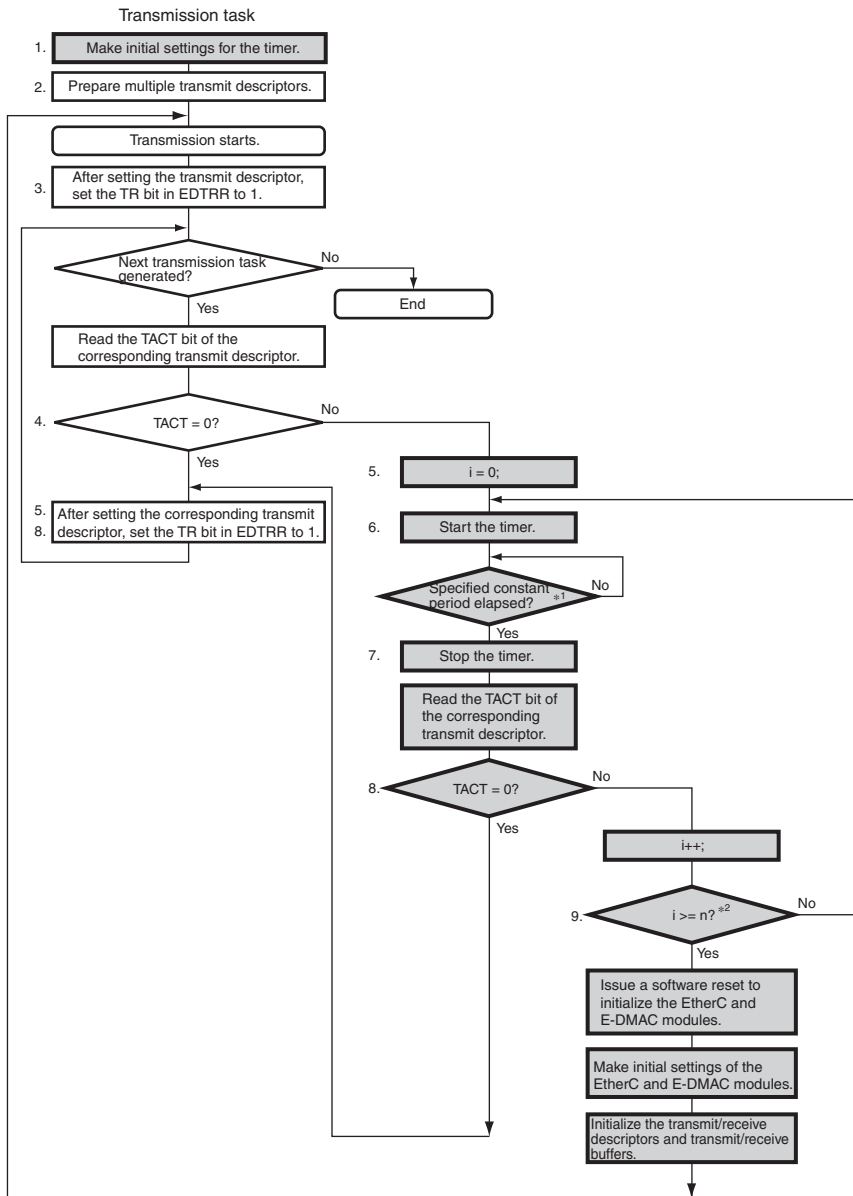 Transmission task
1. Make initial settings for the timer.
2. Prepare multiple transmit descriptors.
Transmission starts.
3. After setting the transmit descriptor,
set the TR bit in EDTRR to 1.
Next transmission task
generated?
No
End
Yes
Read the TACT bit of the
corresponding transmit descriptor.
4. TACT = 0?
No
Yes
5. After setting the corresponding transmit
8. descriptor, set the TR bit in EDTRR to 1.
5. i = 0;
6. Start the timer.
Specified constant
period elapsed? *1
No
Yes
7. Stop the timer.
Read the TACT bit of
the corresponding
transmit descriptor.
8. TACT = 0?
No
Yes
i++;
9. i >= n? *2
No
Yes
Issue a software reset to
initialize the EtherC and
E-DMAC modules.
Make initial settings of the
EtherC and E-DMAC modules.
Initialize the transmit/receive
descriptors and transmit/receive
buffers.